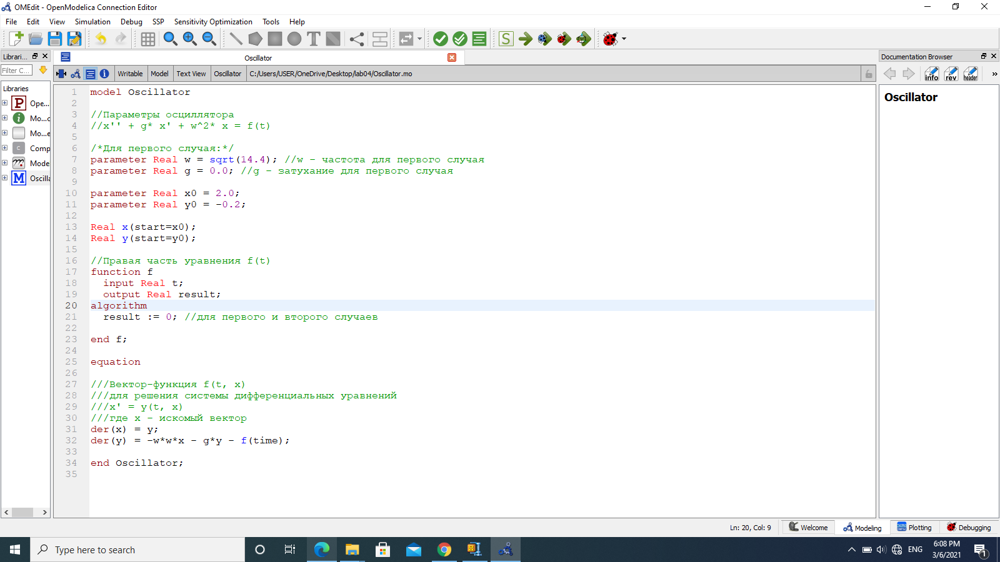 OMEdit - OpenModelica Connection Editor
File Edit View Simulation Debug SSP Sensitivity Optimization Tools Help
Librari...
Oscillator
Documentation Browser
Filter C...
Writable Model Text View Oscillator C:/Users/USER/OneDrive/Desktop/lab04/Oscillator.mo
info rev header »
Libraries
P Ope...
i Mo...c
Mo...e
C Comp
Mode
M Oscilla
Oscillator
1 model Oscillator
2
3 //Параметры осциллятора
4 //x'' + g* x' + w^2* x = f(t)
5
6 /*Для первого случая:*/
7 parameter Real w = sqrt(14.4); //w - частота для первого случая
8 parameter Real g = 0.0; //g - затухание для первого случая
9
10 parameter Real x0 = 2.0;
11 parameter Real y0 = -0.2;
12
13 Real x(start=x0);
14 Real y(start=y0);
15
16 //Правая часть уравнения f(t)
17 function f
18 input Real t;
19 output Real result;
20 algorithm
21 result := 0; //для первого и второго случаев
22
23 end f;
24
25 equation
26
27 ///Вектор-функция f(t, x)
28 ///для решения системы дифференциальных уравнений
29 ///x' = y(t, x)
30 ///где x - искомый вектор
31 der(x) = y;
32 der(y) = -w*w*x - g*y - f(time);
33
34 end Oscillator;
35
Ln: 20, Col: 9 Welcome Modeling Plotting Debugging
Type here to search
ENG
6:08 PM
3/6/2021
1